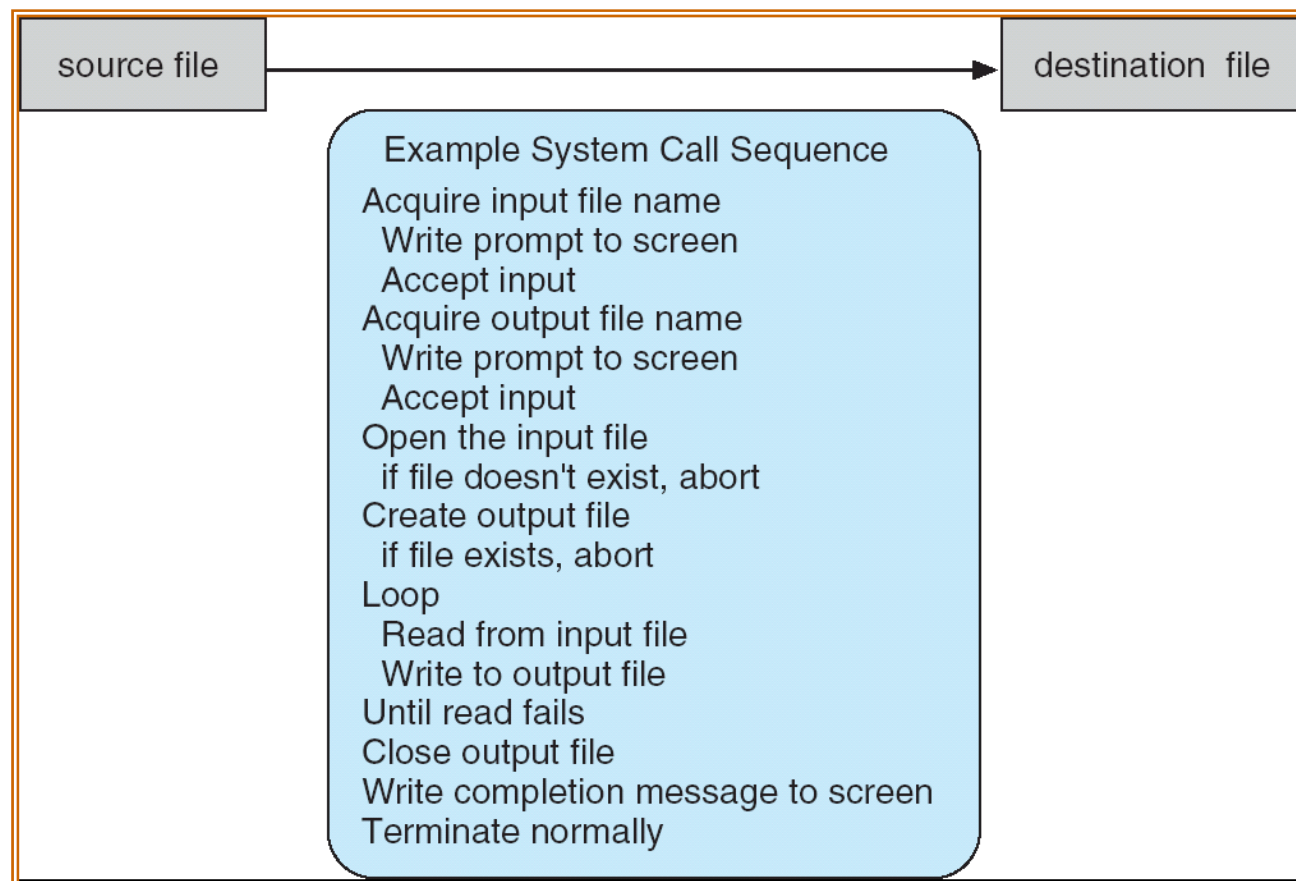 source file
destination file
Example System Call Sequence
Acquire input file name
Write prompt to screen
Accept input
Acquire output file name
Write prompt to screen
Accept input
Open the input file
if file doesn't exist, abort
Create output file
if file exists, abort
Loop
Read from input file
Write to output file
Until read fails
Close output file
Write completion message to screen
Terminate normally